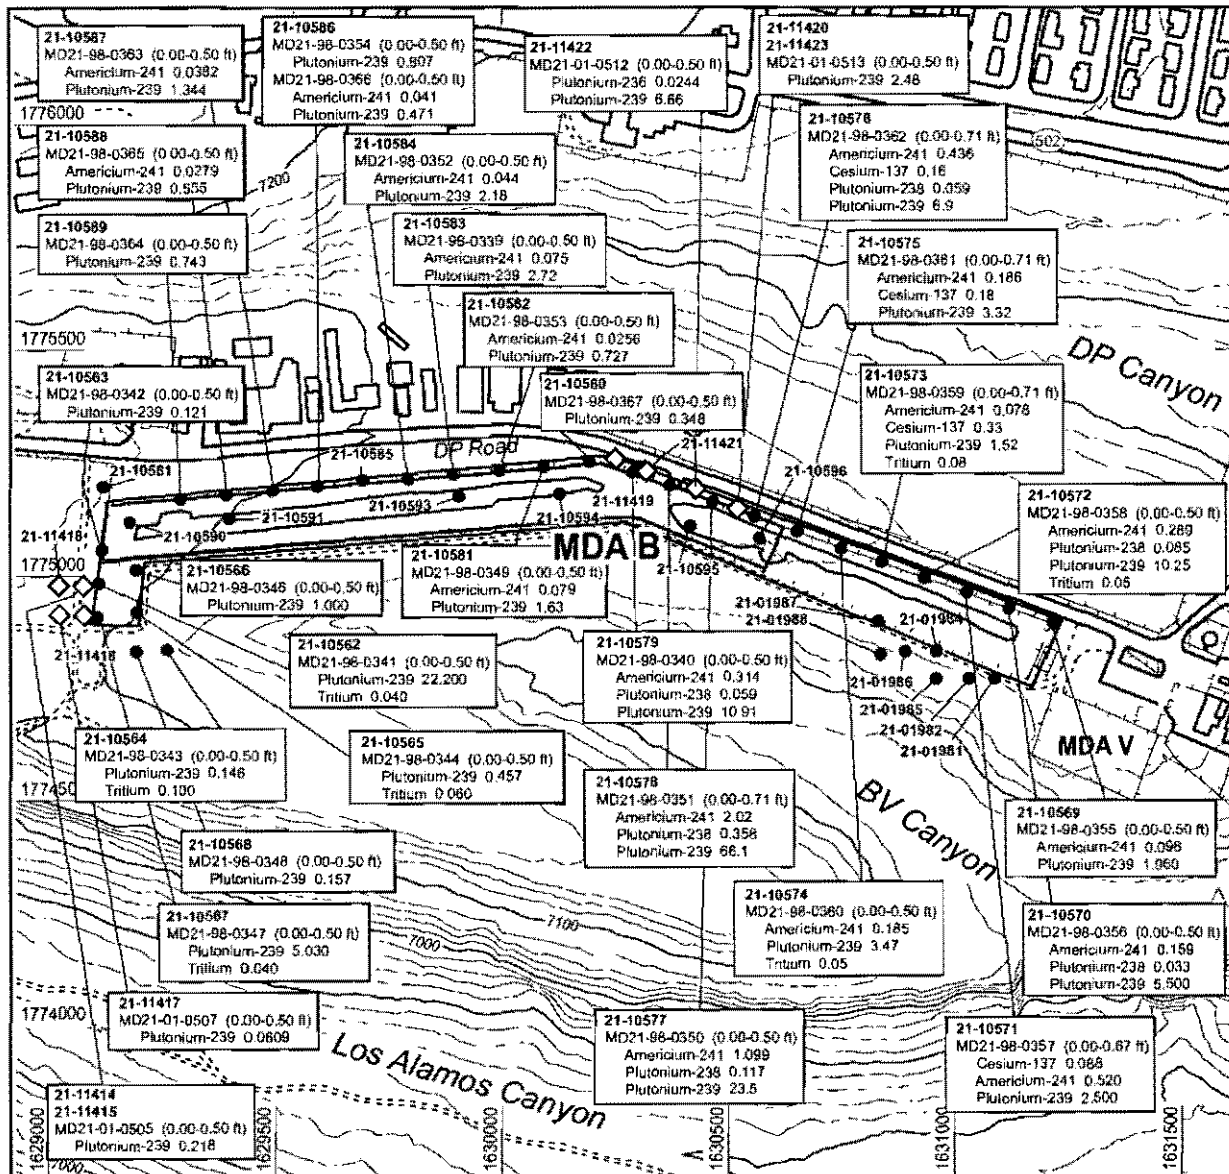 21-10587
MD21-98-0363 (0.00-0.50 ft)
Americium-241 0.0382
Plutonium-239 1.344
21-10586
MD21-98-0354 (0.00-0.50 ft)
Plutonium-239 0.807
MD21-98-0366 (0.00-0.50 ft)
Americium-241 0.041
Plutonium-239 0.471
21-11422
MD21-01-0512 (0.00-0.50 ft)
Plutonium-236 0.0244
Plutonium-239 6.66
21-11420
21-11423
MD21-01-0513 (0.00-0.50 ft)
Plutonium-239 2.48
1776000
21-10588
MD21-98-0365 (0.00-0.50 ft)
Americium-241 0.0279
Plutonium-239 0.555
7200
21-10584
MD21-98-0352 (0.00-0.50 ft)
Americium-241 0.044
Plutonium-239 2.18
21-10576
MD21-98-0362 (0.00-0.71 ft)
Americium-241 0.436
Cesium-137 0.16
Plutonium-238 0.059
Plutonium-239 6.9
502
21-10589
MD21-98-0364 (0.00-0.50 ft)
Plutonium-239 0.743
21-10583
MD21-98-0339 (0.00-0.50 ft)
Americium-241 0.075
Plutonium-239 2.72
21-10575
MD21-98-0361 (0.00-0.71 ft)
Americium-241 0.186
Cesium-137 0.18
Plutonium-239 3.32
21-10582
MD21-98-0353 (0.00-0.50 ft)
Americium-241 0.0256
Plutonium-239 0.727
1775500
DP Canyon
21-10563
MD21-98-0342 (0.00-0.50 ft)
Plutonium-239 0.121
21-10580
MD21-98-0367 (0.00-0.50 ft)
Plutonium-239 0.348
21-10573
MD21-98-0359 (0.00-0.71 ft)
Americium-241 0.078
Cesium-137 0.33
Plutonium-239 1.52
Tritium 0.08
DP Road
21-10561
21-10585
21-11421
21-10596
21-10593
21-11419
21-10594
21-10591
21-10590
21-11416
21-10572
MD21-98-0358 (0.00-0.50 ft)
Americium-241 0.289
Plutonium-238 0.085
Plutonium-239 10.25
Tritium 0.05
MDA B
21-10595
1775000
21-10566
MD21-98-0346 (0.00-0.50 ft)
Plutonium-239 1.000
21-10581
MD21-98-0349 (0.00-0.50 ft)
Americium-241 0.079
Plutonium-239 1.63
21-01987
21-01988
21-01984
21-01986
21-01985
21-01982
21-01981
21-11418
21-10562
MD21-98-0341 (0.00-0.50 ft)
Plutonium-239 22.200
Tritium 0.040
21-10579
MD21-98-0340 (0.00-0.50 ft)
Americium-241 0.314
Plutonium-238 0.059
Plutonium-239 10.91
MDA V
21-10564
MD21-98-0343 (0.00-0.50 ft)
Plutonium-239 0.146
Tritium 0.100
21-10565
MD21-98-0344 (0.00-0.50 ft)
Plutonium-239 0.457
Tritium 0.060
21-10578
MD21-98-0351 (0.00-0.71 ft)
Americium-241 2.02
Plutonium-238 0.358
Plutonium-239 66.1
BV Canyon
21-10569
MD21-98-0355 (0.00-0.50 ft)
Americium-241 0.096
Plutonium-239 1.960
21-10568
MD21-98-0348 (0.00-0.50 ft)
Plutonium-239 0.157
21-10574
MD21-98-0360 (0.00-0.50 ft)
Americium-241 0.185
Plutonium-239 3.47
Tritium 0.05
21-10567
MD21-98-0347 (0.00-0.50 ft)
Plutonium-239 5.030
Tritium 0.040
7100
7000
21-10570
MD21-98-0356 (0.00-0.50 ft)
Americium-241 0.159
Plutonium-238 0.033
Plutonium-239 5.500
1774000
21-11417
MD21-01-0507 (0.00-0.50 ft)
Plutonium-239 0.0609
Los Alamos Canyon
21-10577
MD21-98-0350 (0.00-0.50 ft)
Americium-241 1.099
Plutonium-238 0.117
Plutonium-239 23.5
21-10571
MD21-98-0357 (0.00-0.67 ft)
Cesium-137 0.088
Americium-241 0.520
Plutonium-239 2.500
21-11414
21-11415
MD21-01-0505 (0.00-0.50 ft)
Plutonium-239 0.218
1629000
1629500
1630000
1630500
1631000
1631500
7000